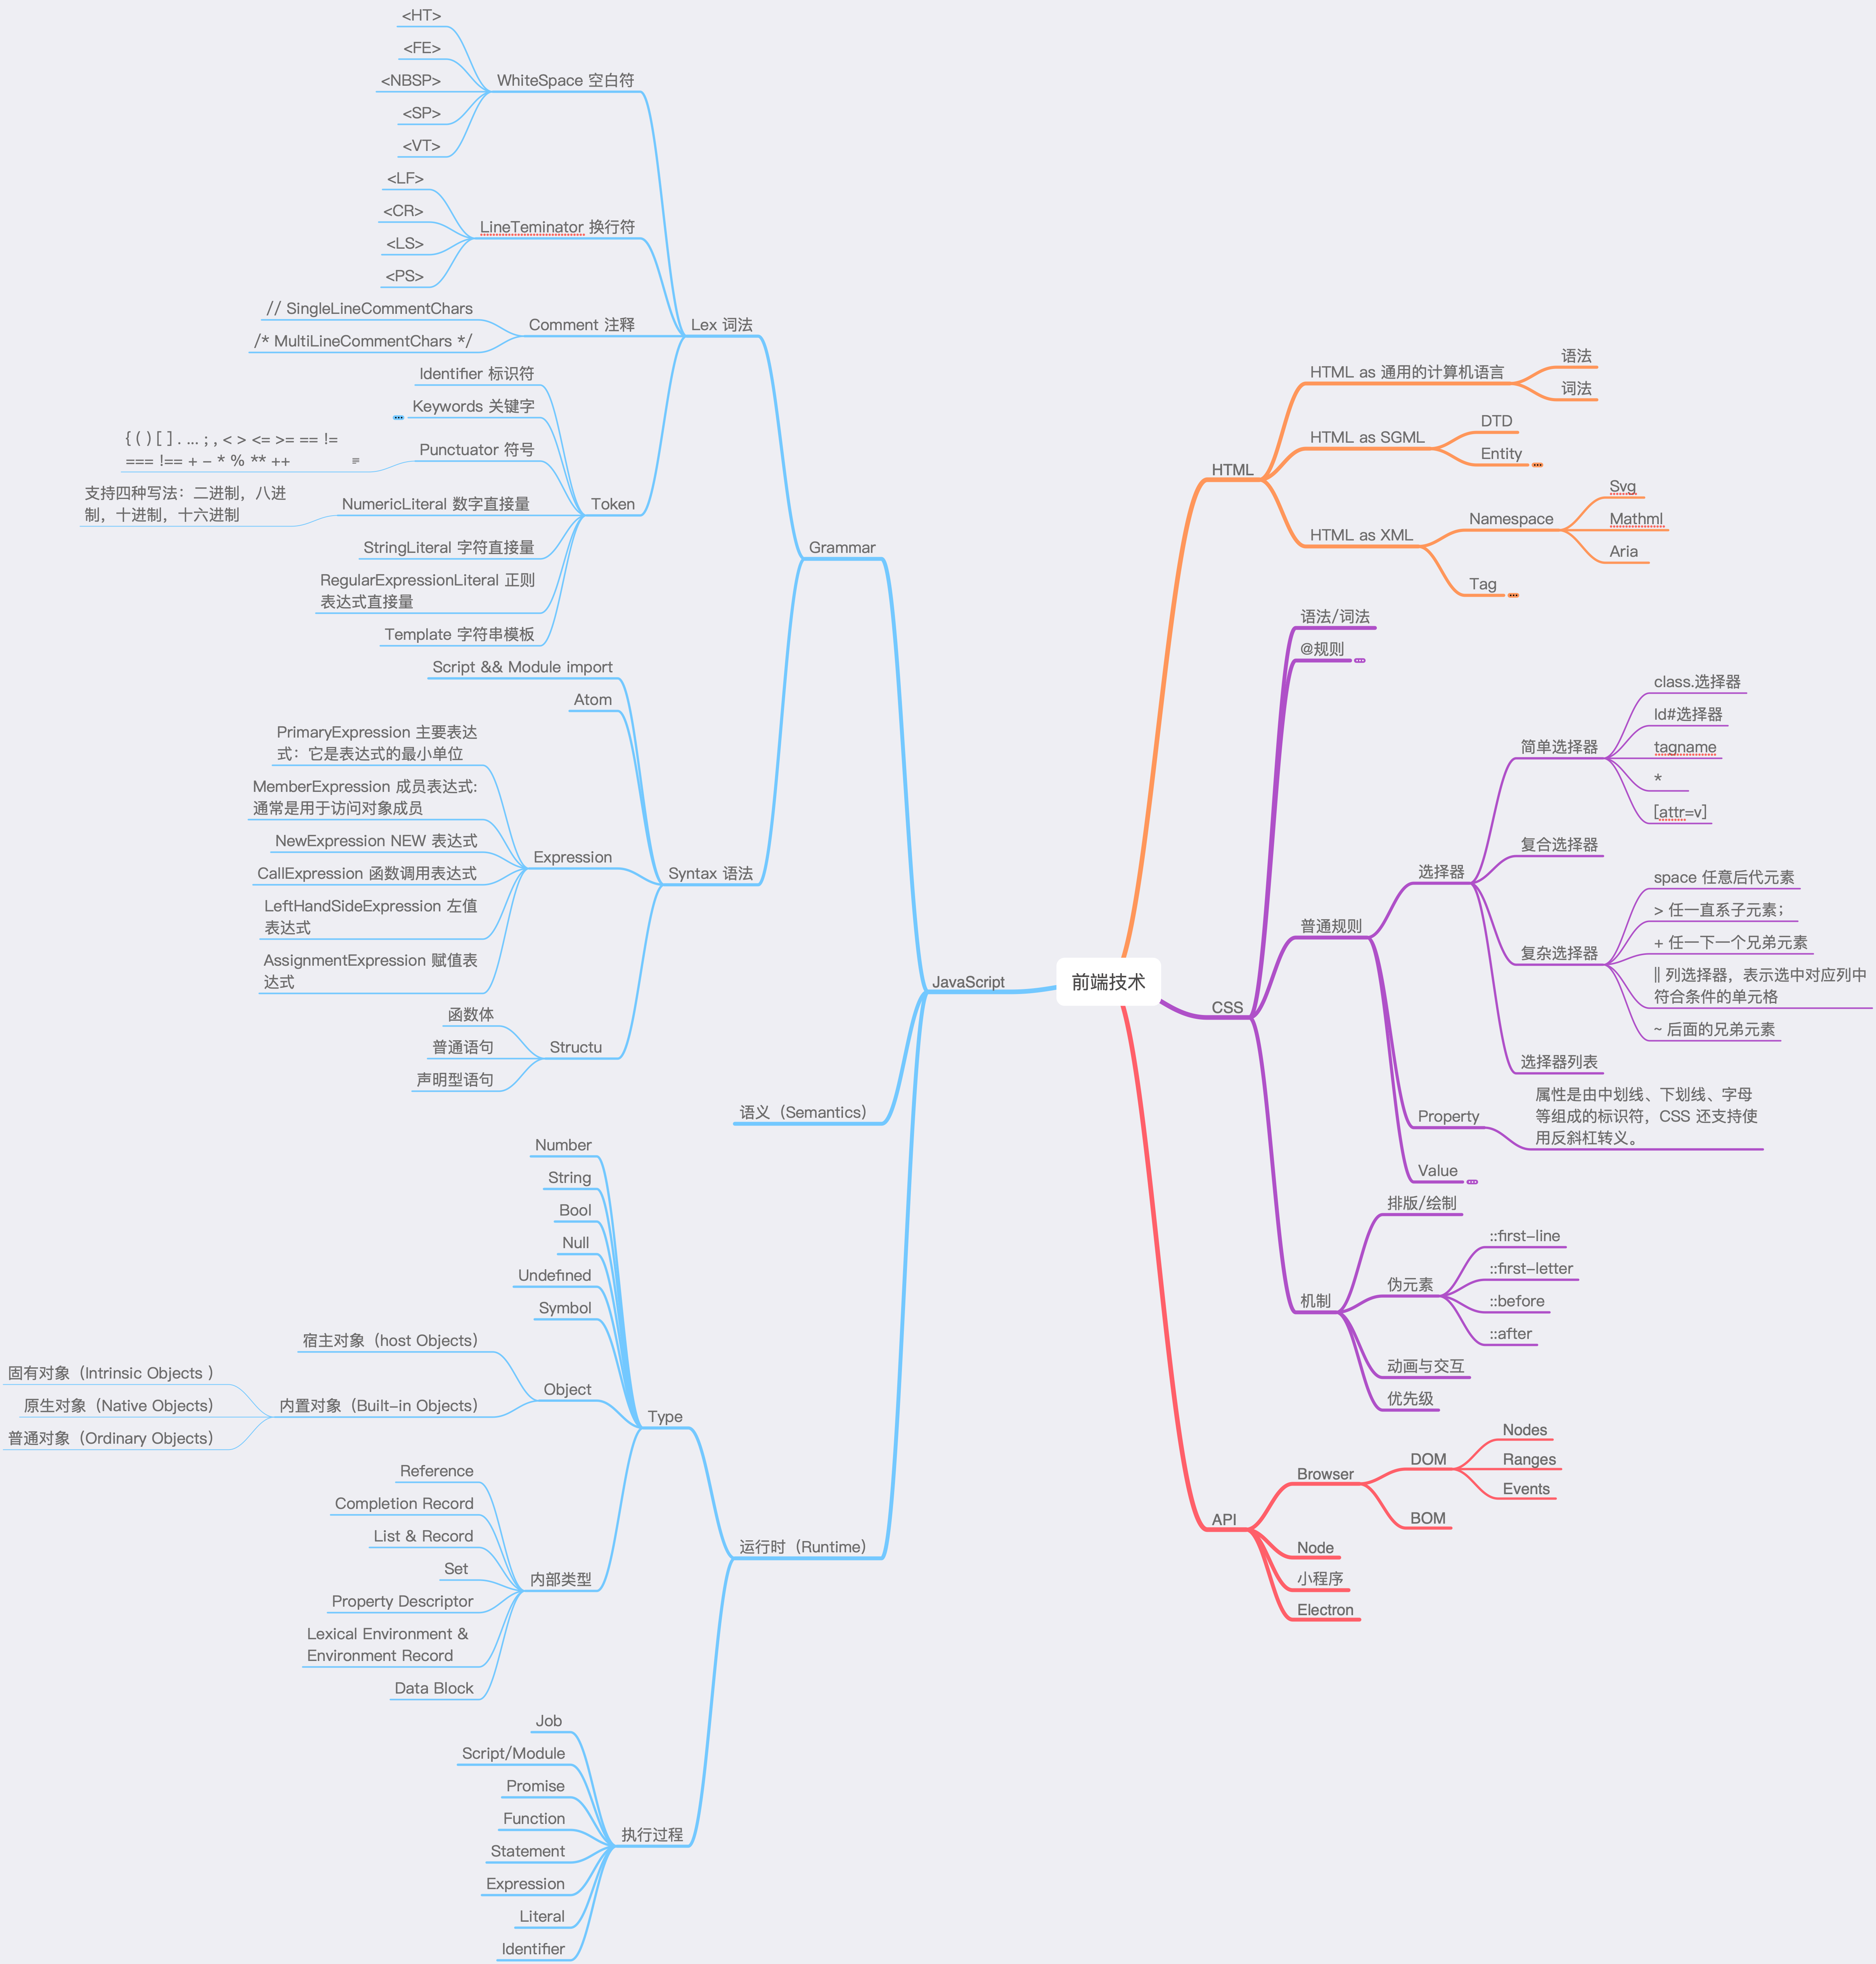 前端技术
HTML
HTML as 通用的计算机语言
语法
词法
HTML as SGML
DTD
Entity
HTML as XML
Namespace
Svg
Mathml
Aria
Tag
CSS
语法/词法
@规则
普通规则
选择器
简单选择器
class.选择器
Id#选择器
tagname
*
[attr=v]
复合选择器
复杂选择器
space 任意后代元素
> 任一直系子元素；
+ 任一下一个兄弟元素
|| 列选择器，表示选中对应列中
符合条件的单元格
~ 后面的兄弟元素
选择器列表
Property
属性是由中划线、下划线、字母
等组成的标识符，CSS 还支持使
用反斜杠转义。
Value
机制
排版/绘制
伪元素
::first-line
::first-letter
::before
::after
动画与交互
优先级
API
Browser
DOM
Nodes
Ranges
Events
BOM
Node
小程序
Electron
JavaScript
Grammar
Lex 词法
WhiteSpace 空白符
<HT>
<FE>
<NBSP>
<SP>
<VT>
LineTeminator 换行符
<LF>
<CR>
<LS>
<PS>
Comment 注释
// SingleLineCommentChars
/* MultiLineCommentChars */
Token
Identifier 标识符
Keywords 关键字
Punctuator 符号
{ ( ) [ ] . ... ; , < > <= >= == !=
=== !== + - * % ** ++
NumericLiteral 数字直接量
支持四种写法：二进制，八进
制，十进制，十六进制
StringLiteral 字符直接量
RegularExpressionLiteral 正则
表达式直接量
Template 字符串模板
Syntax 语法
Script && Module import
Atom
Expression
PrimaryExpression 主要表达
式：它是表达式的最小单位
MemberExpression 成员表达式:
通常是用于访问对象成员
NewExpression NEW 表达式
CallExpression 函数调用表达式
LeftHandSideExpression 左值
表达式
AssignmentExpression 赋值表
达式
Structu
函数体
普通语句
声明型语句
语义（Semantics）
运行时（Runtime）
Type
Number
String
Bool
Null
Undefined
Symbol
Object
宿主对象（host Objects）
内置对象（Built-in Objects）
固有对象（Intrinsic Objects ）
原生对象（Native Objects）
普通对象（Ordinary Objects）
内部类型
Reference
Completion Record
List & Record
Set
Property Descriptor
Lexical Environment &
Environment Record
Data Block
执行过程
Job
Script/Module
Promise
Function
Statement
Expression
Literal
Identifier